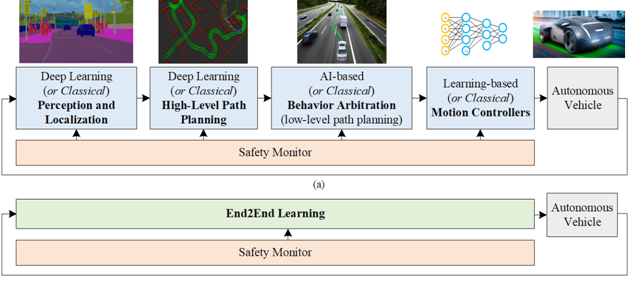 Deep Learning
(or Classical)
Perception and
Localization
Deep Learning
(or Classical)
High-Level Path
Planning
AI-based
(or Classical)
Behavior Arbitration
(low-level path planning)
Learning-based
(or Classical)
Motion Controllers
Autonomous
Vehicle
Safety Monitor
(a)
End2End Learning
Autonomous
Vehicle
Safety Monitor